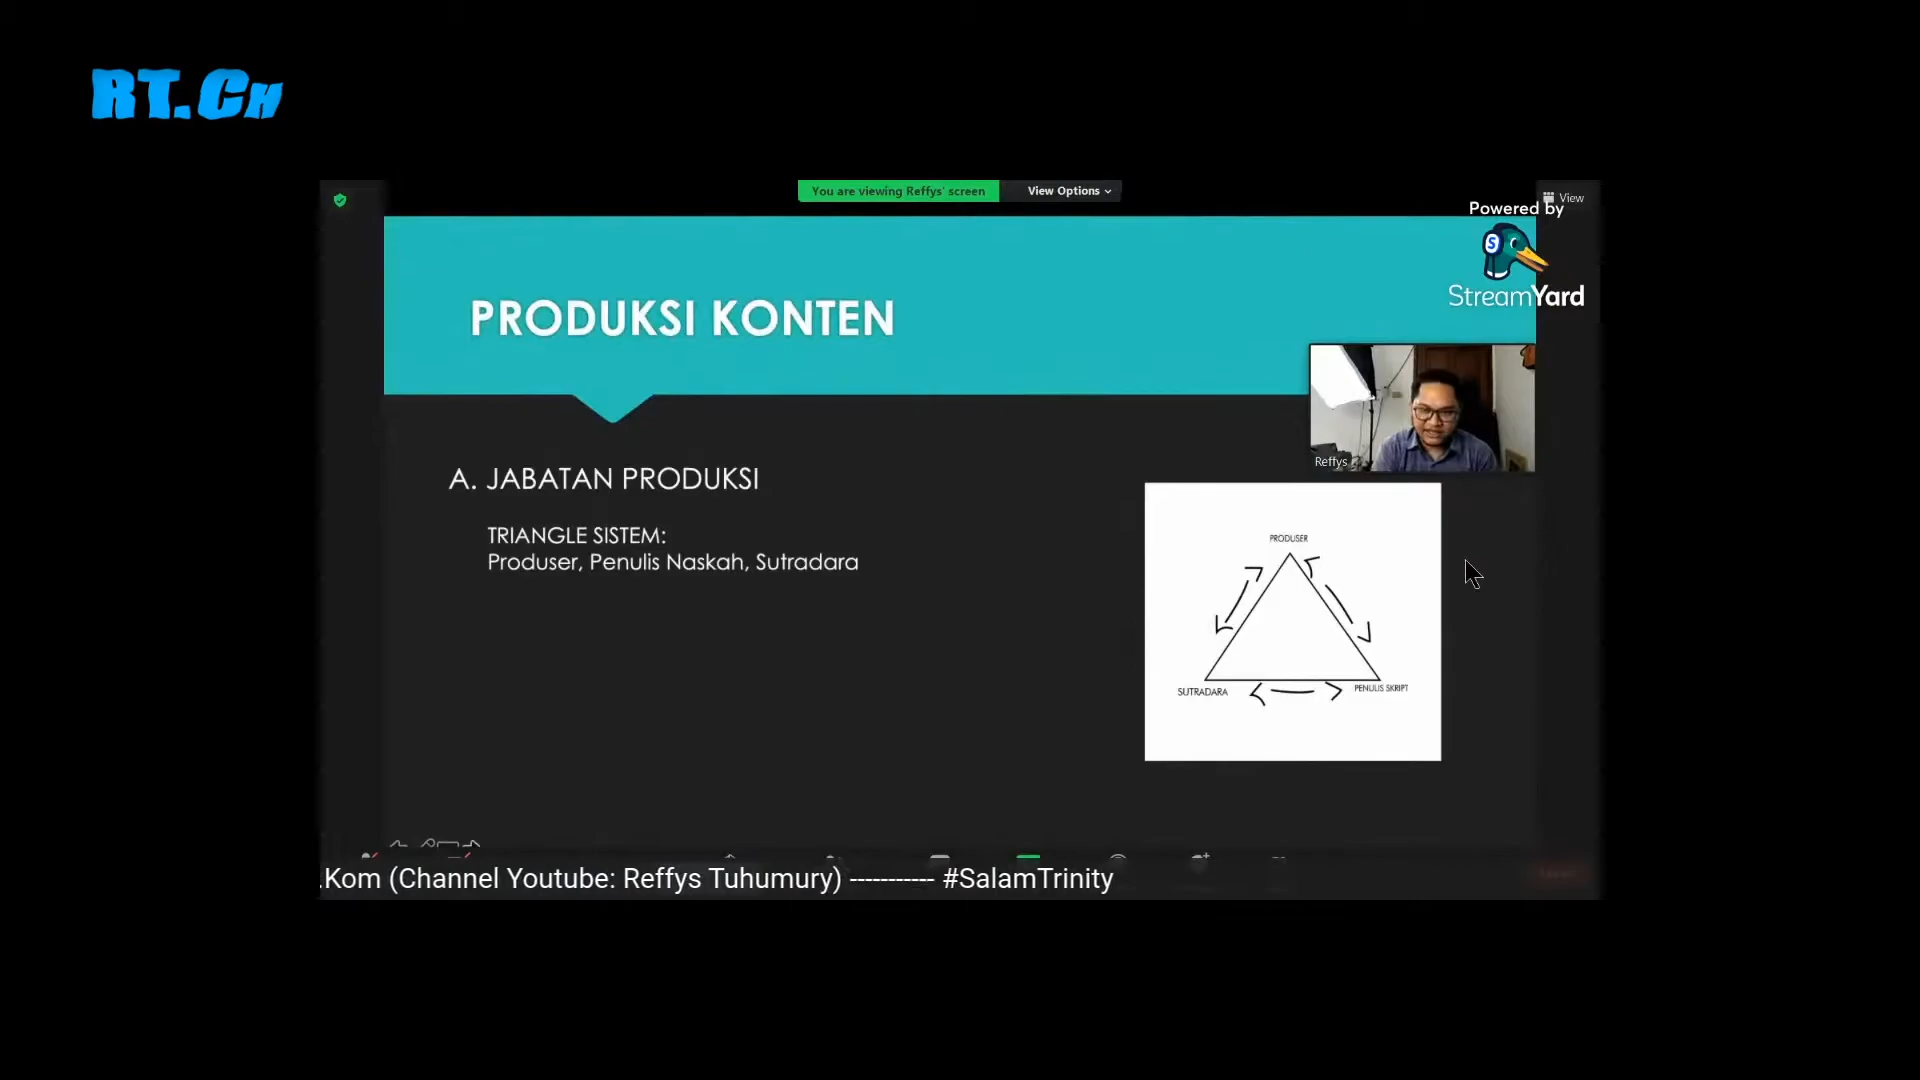 RT.CH
You are viewing Reffys' screen
View Options
View
Powered by
S
StreamYard
PRODUKSI KONTEN
Reffys
A. JABATAN PRODUKSI
TRIANGLE SISTEM:
Produser, Penulis Naskah, Sutradara
PRODUSER
SUTRADARA
PENULIS SKRIPT
.Kom (Channel Youtube: Reffys Tuhumury) ----------- #SalamTrinity